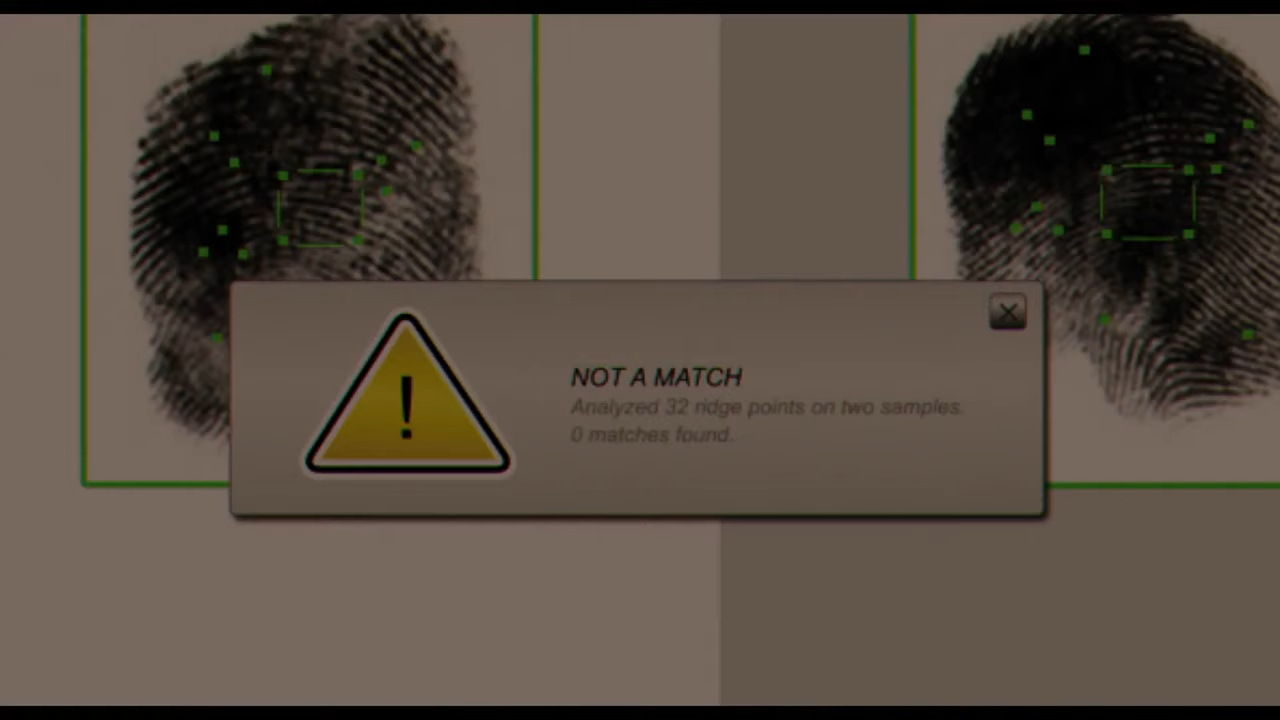 NOT A MATCH
Analyzed 32 ridge points on two samples.
0 matches found.